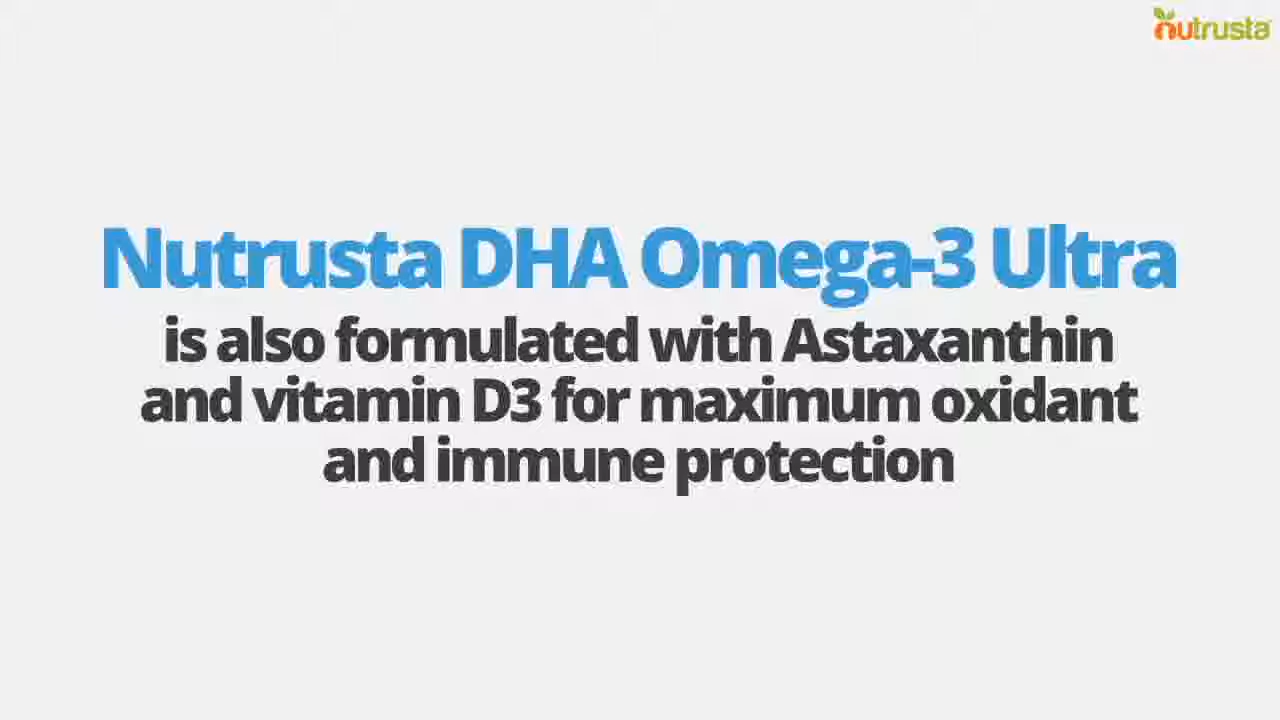 nutrusta
Nutrusta DHA Omega-3 Ultra
is also formulated with Astaxanthin
and vitamin D3 for maximum oxidant
and immune protection